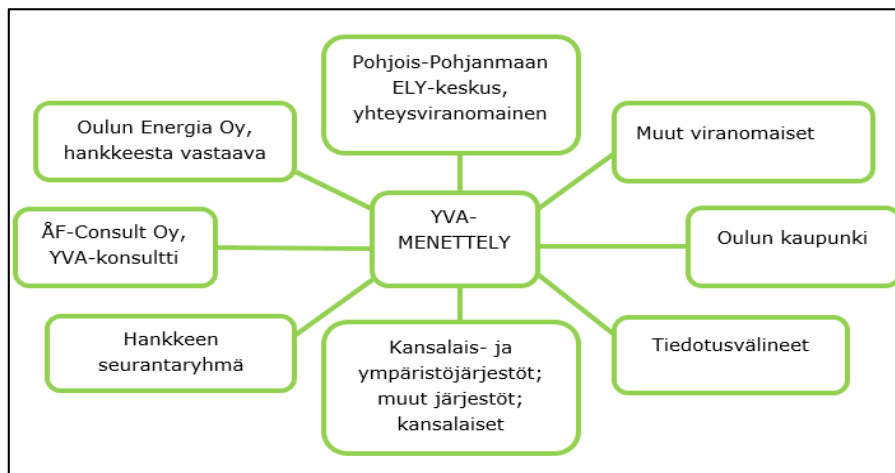 Pohjois-Pohjanmaan
ELY-keskus,
yhteysviranomainen
Oulun Energia Oy,
hankkeesta vastaava
Muut viranomaiset
ÅF-Consult Oy,
YVA-konsultti
YVA-
MENETTELY
Oulun kaupunki
Hankkeen
seurantaryhmä
Kansalais- ja
ympäristöjärjestöt;
muut järjestöt;
kansalaiset
Tiedotusvälineet